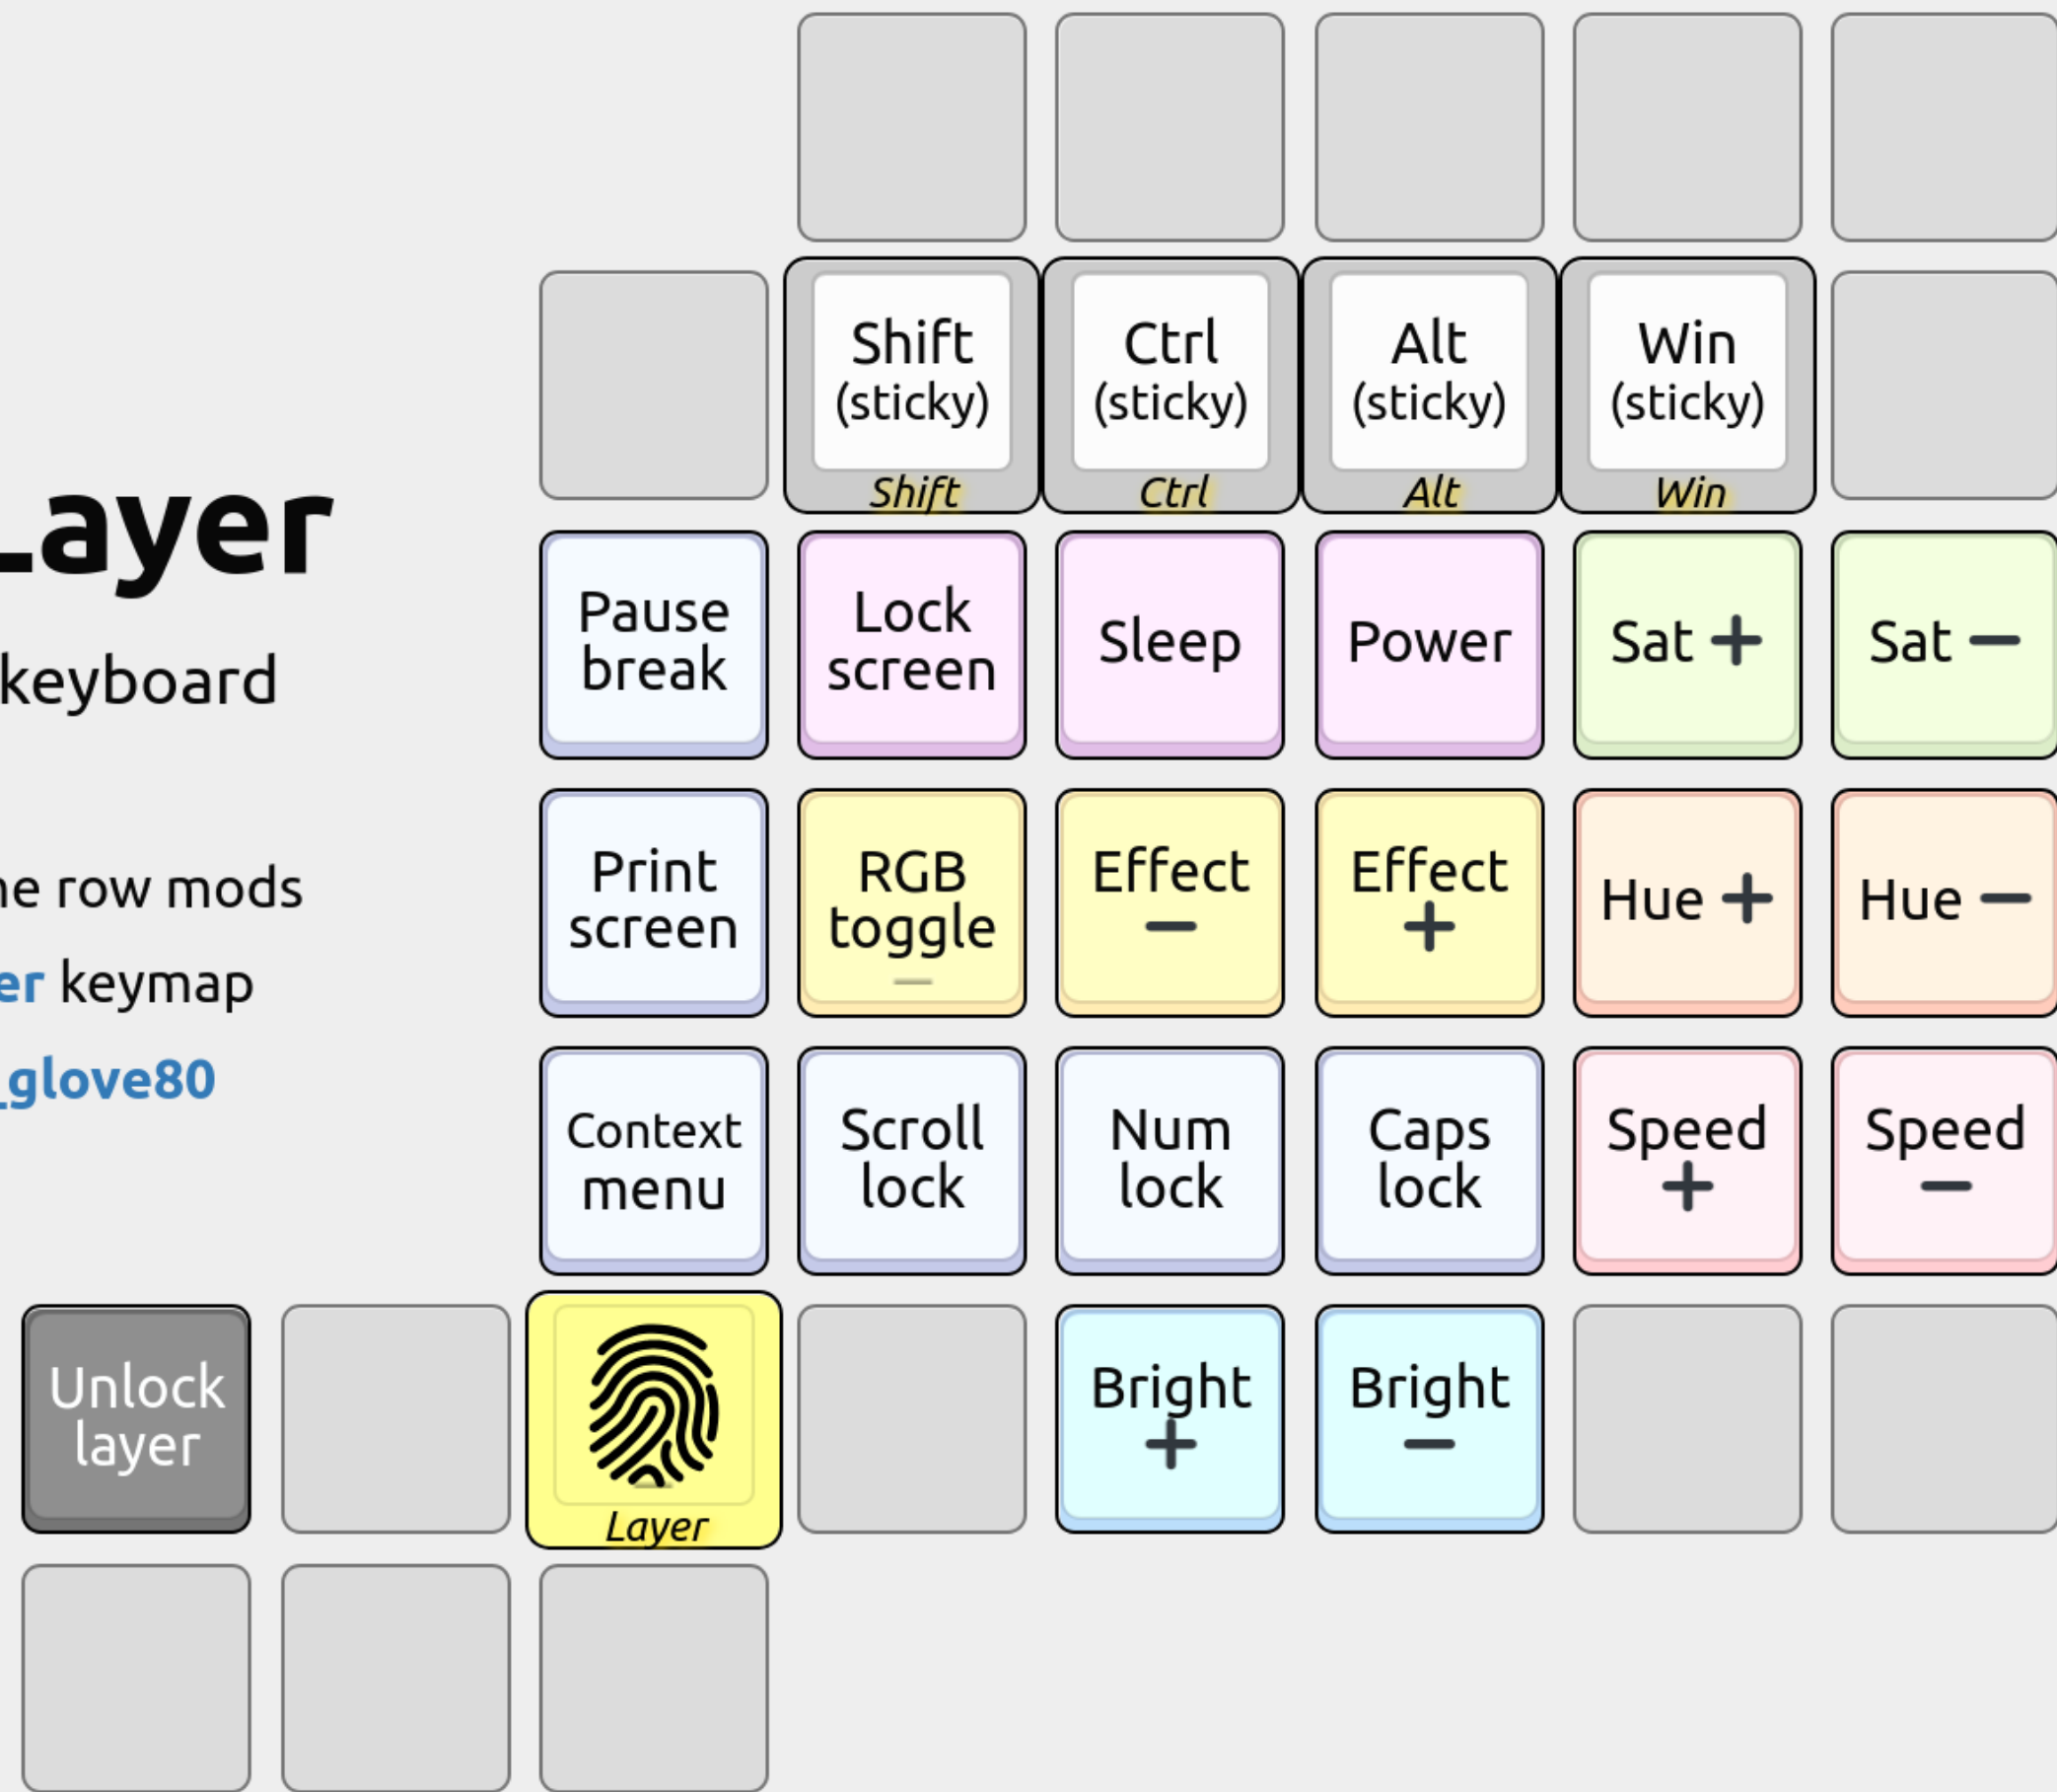 Layer
keyboard
ne row mods
er keymap
_glove80
Shift
(sticky)
Shift
Ctrl
(sticky)
Ctrl
Alt
(sticky)
Alt
Win
(sticky)
Win
Pause
break
Lock
screen
Sleep
Power
Sat +
Sat −
Print
screen
RGB
toggle
Effect
−
Effect
+
Hue +
Hue −
Context
menu
Scroll
lock
Num
lock
Caps
lock
Speed
+
Speed
−
Unlock
layer
Layer
Bright
+
Bright
−